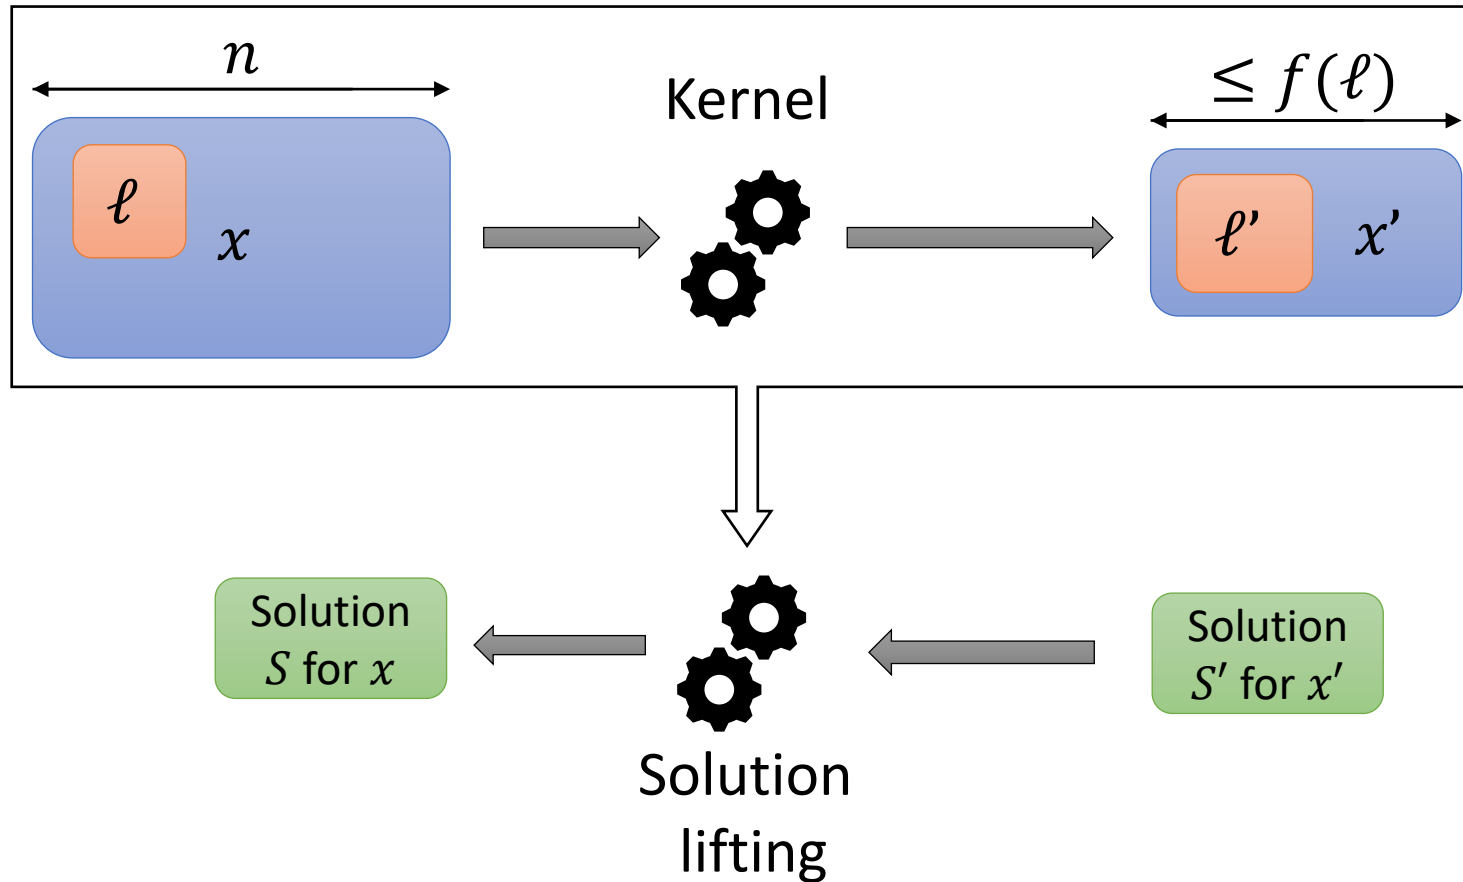 n
Kernel
≤ f(ℓ)
ℓ
x
ℓ’
x’
Solution
S for x
Solution
S′ for x′
Solution
lifting